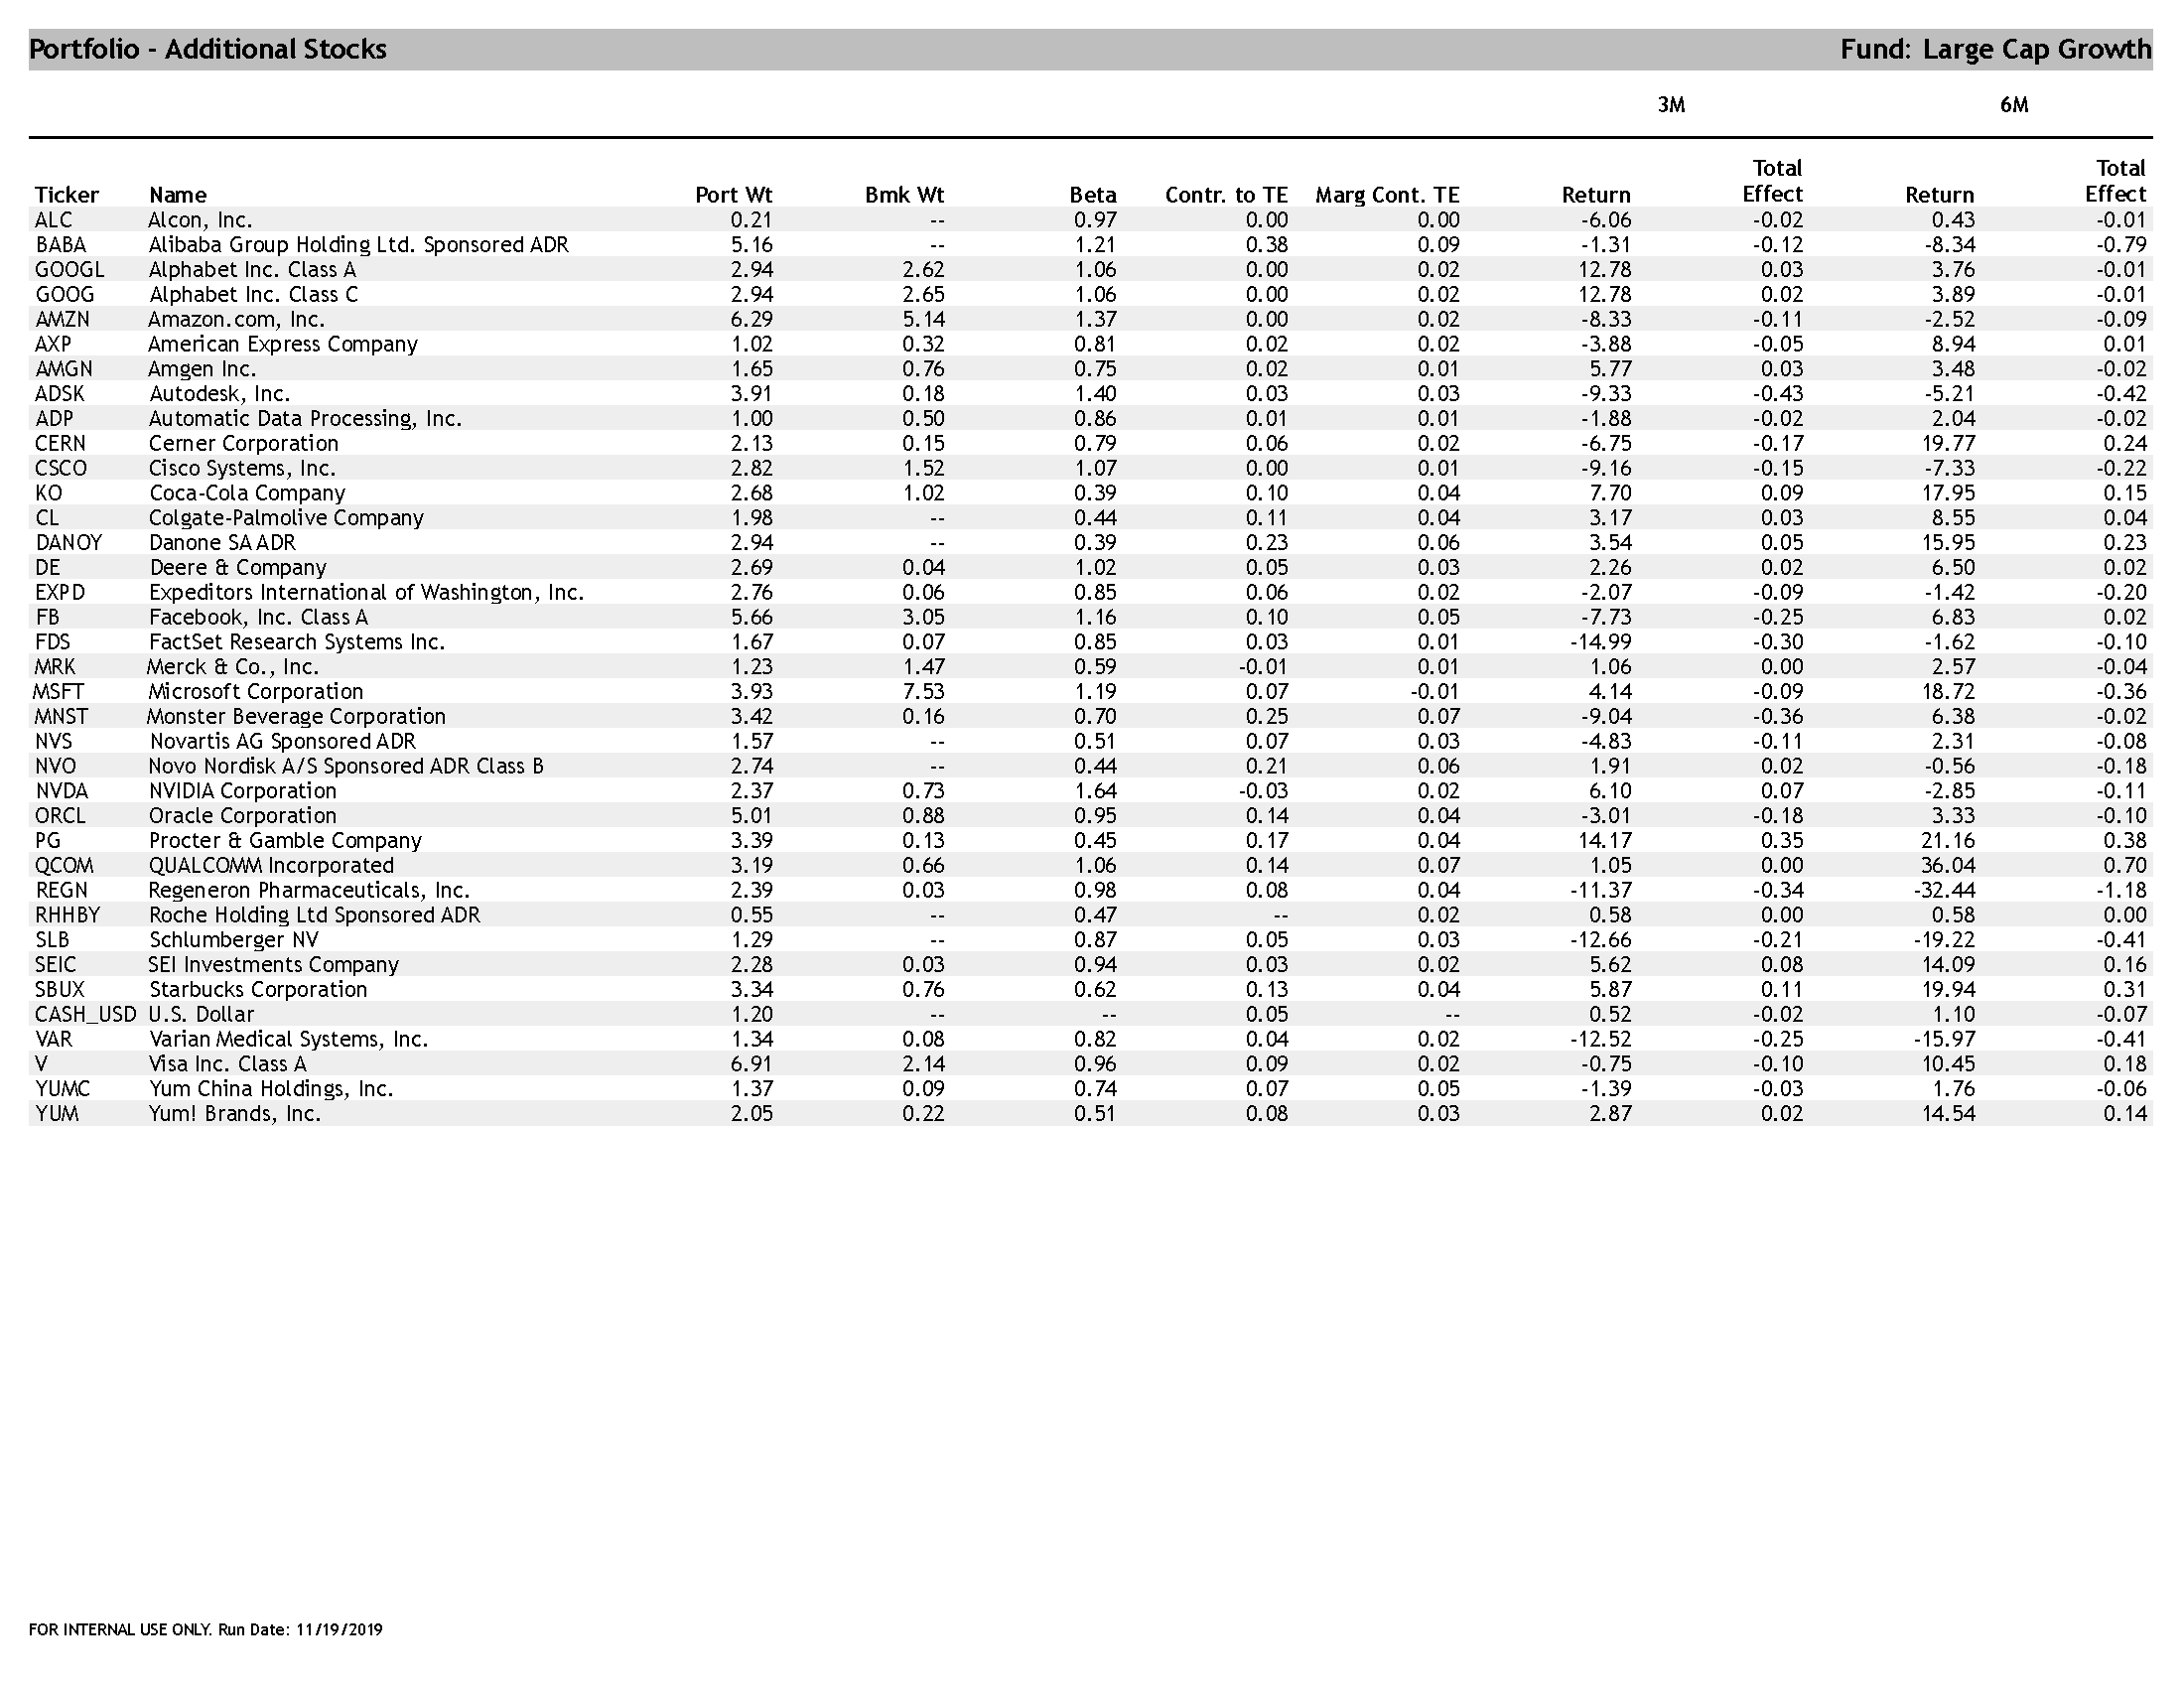 Portfolio - Additional Stocks Fund: Large Cap Growth
3M 6M
Total Total
Ticker Name Port Wt Bmk Wt Beta Contr. to TE Marg Cont. TE Return Effect Return Effect
ALC Alcon, Inc. 0.21 -- 0.97 0.00 0.00 -6.06 -0.02 0.43 -0.01
BABA Alibaba Group Holding Ltd. Sponsored ADR 5.16 -- 1.21 0.38 0.09 -1.31 -0.12 -8.34 -0.79
GOOGL Alphabet Inc. Class A 2.94 2.62 1.06 0.00 0.02 12.78 0.03 3.76 -0.01
GOOG Alphabet Inc. Class C 2.94 2.65 1.06 0.00 0.02 12.78 0.02 3.89 -0.01
AMZN Amazon.com, Inc. 6.29 5.14 1.37 0.00 0.02 -8.33 -0.11 -2.52 -0.09
AXP American Express Company 1.02 0.32 0.81 0.02 0.02 -3.88 -0.05 8.94 0.01
AMGN Amgen Inc. 1.65 0.76 0.75 0.02 0.01 5.77 0.03 3.48 -0.02
ADSK Autodesk, Inc. 3.91 0.18 1.40 0.03 0.03 -9.33 -0.43 -5.21 -0.42
ADP Automatic Data Processing, Inc. 1.00 0.50 0.86 0.01 0.01 -1.88 -0.02 2.04 -0.02
CERN Cerner Corporation 2.13 0.15 0.79 0.06 0.02 -6.75 -0.17 19.77 0.24
CSCO Cisco Systems, Inc. 2.82 1.52 1.07 0.00 0.01 -9.16 -0.15 -7.33 -0.22
KO Coca-Cola Company 2.68 1.02 0.39 0.10 0.04 7.70 0.09 17.95 0.15
CL Colgate-Palmolive Company 1.98 -- 0.44 0.11 0.04 3.17 0.03 8.55 0.04
DANOY Danone SA ADR 2.94 -- 0.39 0.23 0.06 3.54 0.05 15.95 0.23
DE Deere & Company 2.69 0.04 1.02 0.05 0.03 2.26 0.02 6.50 0.02
EXPD Expeditors International of Washington, Inc. 2.76 0.06 0.85 0.06 0.02 -2.07 -0.09 -1.42 -0.20
FB Facebook, Inc. Class A 5.66 3.05 1.16 0.10 0.05 -7.73 -0.25 6.83 0.02
FDS FactSet Research Systems Inc. 1.67 0.07 0.85 0.03 0.01 -14.99 -0.30 -1.62 -0.10
MRK Merck & Co., Inc. 1.23 1.47 0.59 -0.01 0.01 1.06 0.00 2.57 -0.04
MSFT Microsoft Corporation 3.93 7.53 1.19 0.07 -0.01 4.14 -0.09 18.72 -0.36
MNST Monster Beverage Corporation 3.42 0.16 0.70 0.25 0.07 -9.04 -0.36 6.38 -0.02
NVS Novartis AG Sponsored ADR 1.57 -- 0.51 0.07 0.03 -4.83 -0.11 2.31 -0.08
NVO Novo Nordisk A/S Sponsored ADR Class B 2.74 -- 0.44 0.21 0.06 1.91 0.02 -0.56 -0.18
NVDA NVIDIA Corporation 2.37 0.73 1.64 -0.03 0.02 6.10 0.07 -2.85 -0.11
ORCL Oracle Corporation 5.01 0.88 0.95 0.14 0.04 -3.01 -0.18 3.33 -0.10
PG Procter & Gamble Company 3.39 0.13 0.45 0.17 0.04 14.17 0.35 21.16 0.38
QCOM QUALCOMM Incorporated 3.19 0.66 1.06 0.14 0.07 1.05 0.00 36.04 0.70
REGN Regeneron Pharmaceuticals, Inc. 2.39 0.03 0.98 0.08 0.04 -11.37 -0.34 -32.44 -1.18
RHHBY Roche Holding Ltd Sponsored ADR 0.55 -- 0.47 -- 0.02 0.58 0.00 0.58 0.00
SLB Schlumberger NV 1.29 -- 0.87 0.05 0.03 -12.66 -0.21 -19.22 -0.41
SEIC SEI Investments Company 2.28 0.03 0.94 0.03 0.02 5.62 0.08 14.09 0.16
SBUX Starbucks Corporation 3.34 0.76 0.62 0.13 0.04 5.87 0.11 19.94 0.31
CASH_USD U.S. Dollar 1.20 -- -- 0.05 -- 0.52 -0.02 1.10 -0.07
VAR Varian Medical Systems, Inc. 1.34 0.08 0.82 0.04 0.02 -12.52 -0.25 -15.97 -0.41
V Visa Inc. Class A 6.91 2.14 0.96 0.09 0.02 -0.75 -0.10 10.45 0.18
YUMC Yum China Holdings, Inc. 1.37 0.09 0.74 0.07 0.05 -1.39 -0.03 1.76 -0.06
YUM Yum! Brands, Inc. 2.05 0.22 0.51 0.08 0.03 2.87 0.02 14.54 0.14
FOR INTERNAL USE ONLY. Run Date: 11/19/2019